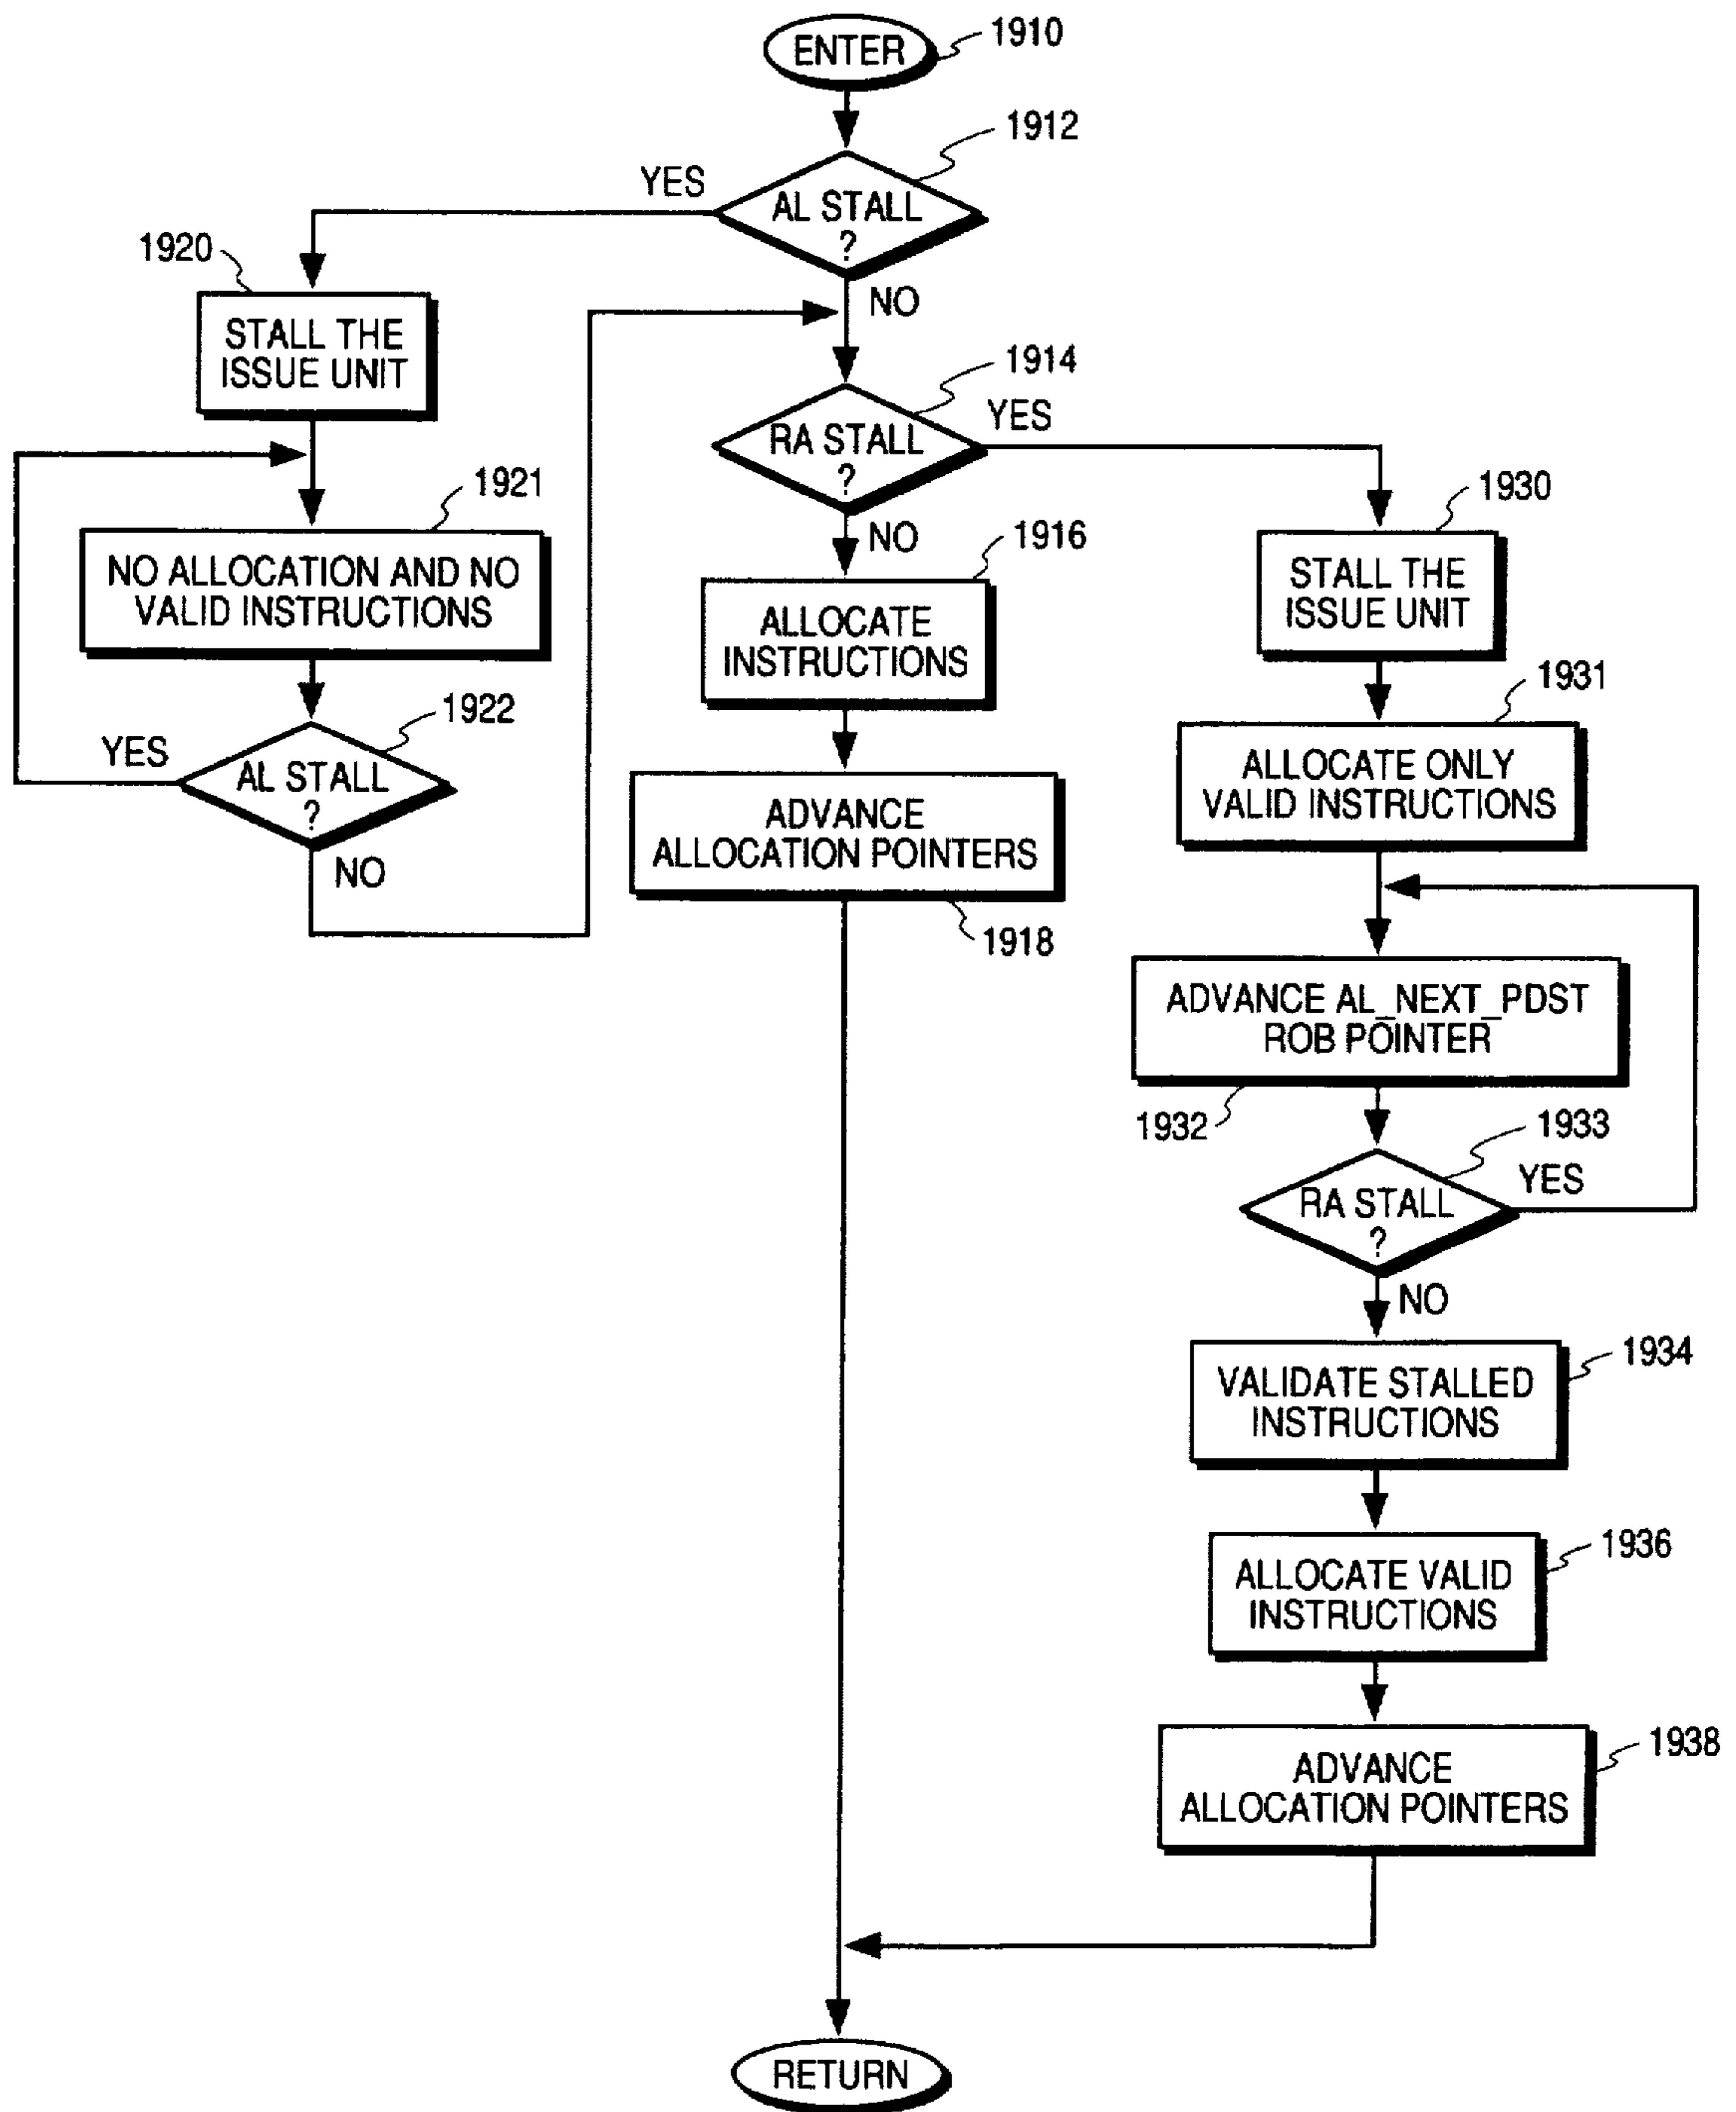 ENTER
1910
1912
YES
AL STALL
?
NO
1920
STALL THE
ISSUE UNIT
1914
YES
RA STALL
?
NO
1921
NO ALLOCATION AND NO
VALID INSTRUCTIONS
1922
YES
AL STALL
?
NO
1916
ALLOCATE
INSTRUCTIONS
ADVANCE
ALLOCATION POINTERS
1918
1930
STALL THE
ISSUE UNIT
1931
ALLOCATE ONLY
VALID INSTRUCTIONS
ADVANCE AL_NEXT_PDST
ROB POINTER
1932
1933
RA STALL
?
YES
NO
1934
VALIDATE STALLED
INSTRUCTIONS
1936
ALLOCATE VALID
INSTRUCTIONS
1938
ADVANCE
ALLOCATION POINTERS
RETURN